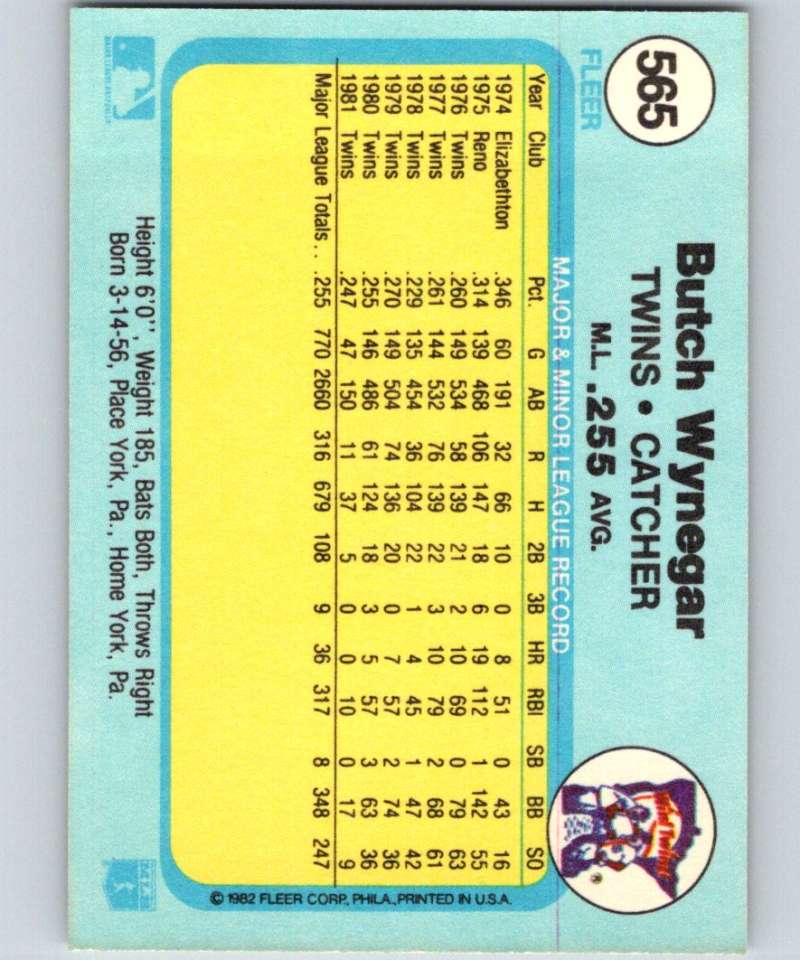 565
FLEER
Butch Wynegar
TWINS • CATCHER
M.L. .255 AVG.
Win! Twins!
MAJOR & MINOR LEAGUE RECORD
Year Club Pct. G AB R H 2B 3B HR RBI SB BB SO
1974 Elizabethton .346 60 191 32 66 10 0 8 51 0 43 16
1975 Reno .314 139 468 106 147 18 6 19 112 1 142 55
1976 Twins .260 149 534 58 139 21 2 10 69 0 79 63
1977 Twins .261 144 532 76 139 22 3 10 79 2 68 61
1978 Twins .229 135 454 36 104 22 1 4 45 1 47 42
1979 Twins .270 149 504 74 136 20 0 7 57 2 74 36
1980 Twins .255 146 486 61 124 18 3 5 57 3 63 36
1981 Twins .247 47 150 11 37 5 0 0 10 0 17 9
Major League Totals . . .255 770 2660 316 679 108 9 36 317 8 348 247
© 1982 FLEER CORP., PHILA., PRINTED IN U.S.A.
Height 6'0", Weight 185, Bats Both, Throws Right
Born 3-14-56, Place York, Pa., Home York, Pa.